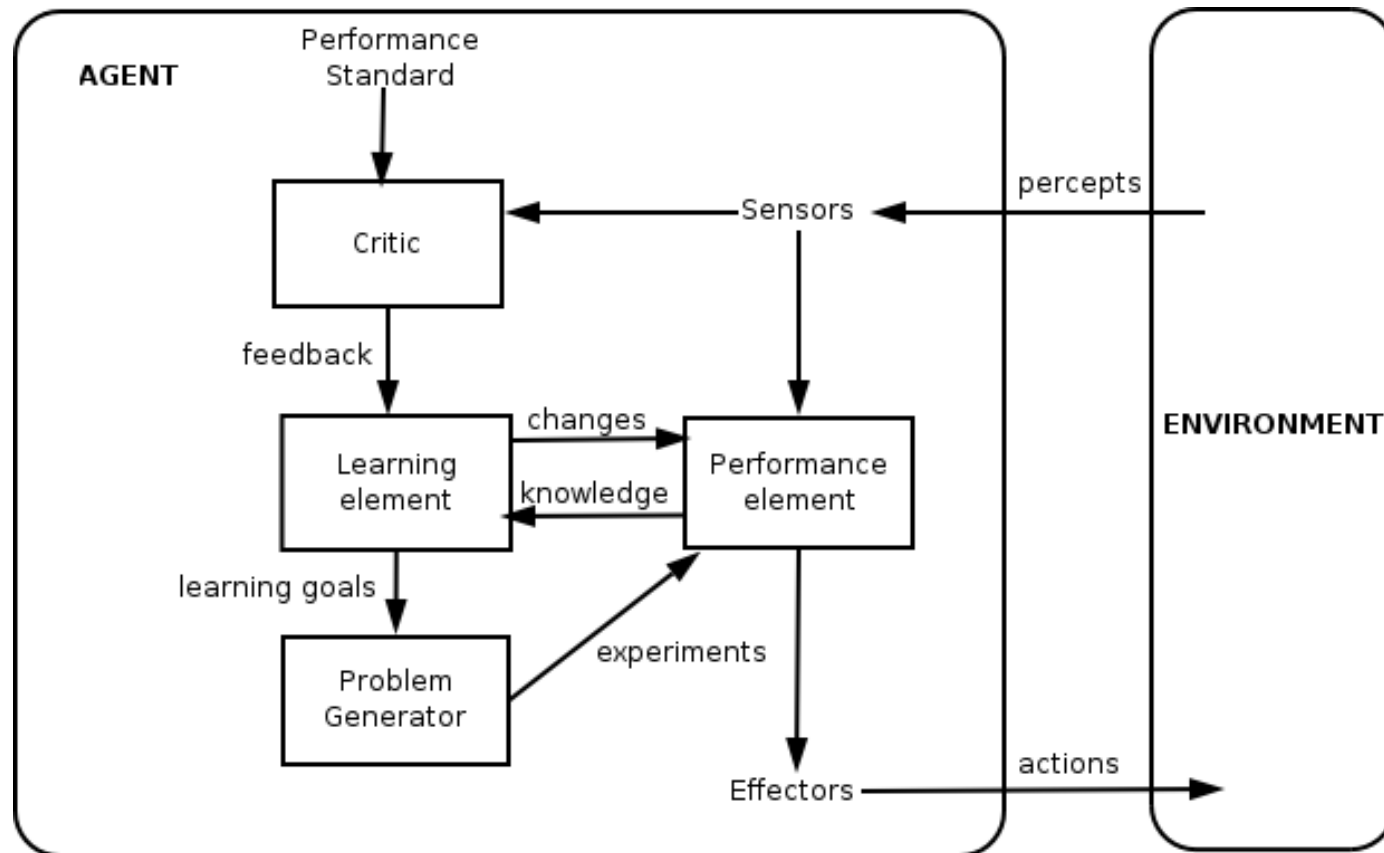 Performance
Standard
AGENT
percepts
Sensors
Critic
feedback
changes
ENVIRONMENT
Learning
element
Performance
element
knowledge
learning goals
experiments
Problem
Generator
actions
Effectors